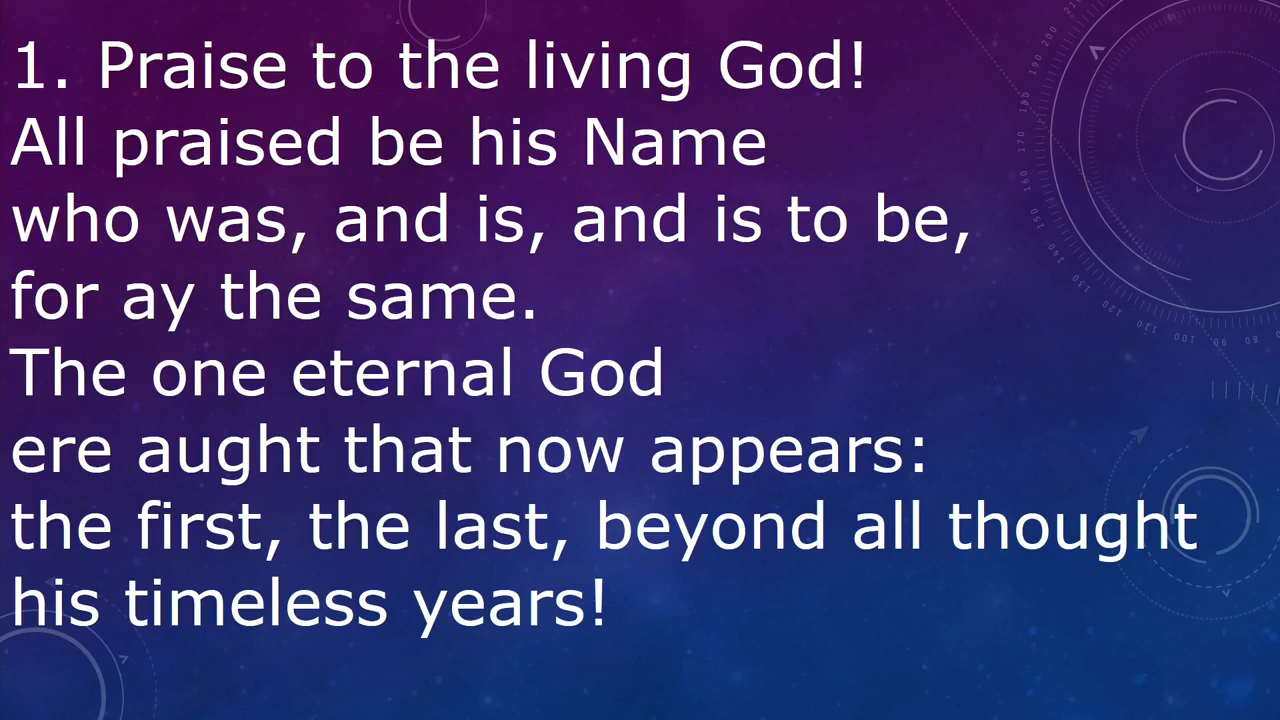 1. Praise to the living God!
All praised be his Name
who was, and is, and is to be,
for ay the same.
The one eternal God
ere aught that now appears:
the first, the last, beyond all thought
his timeless years!